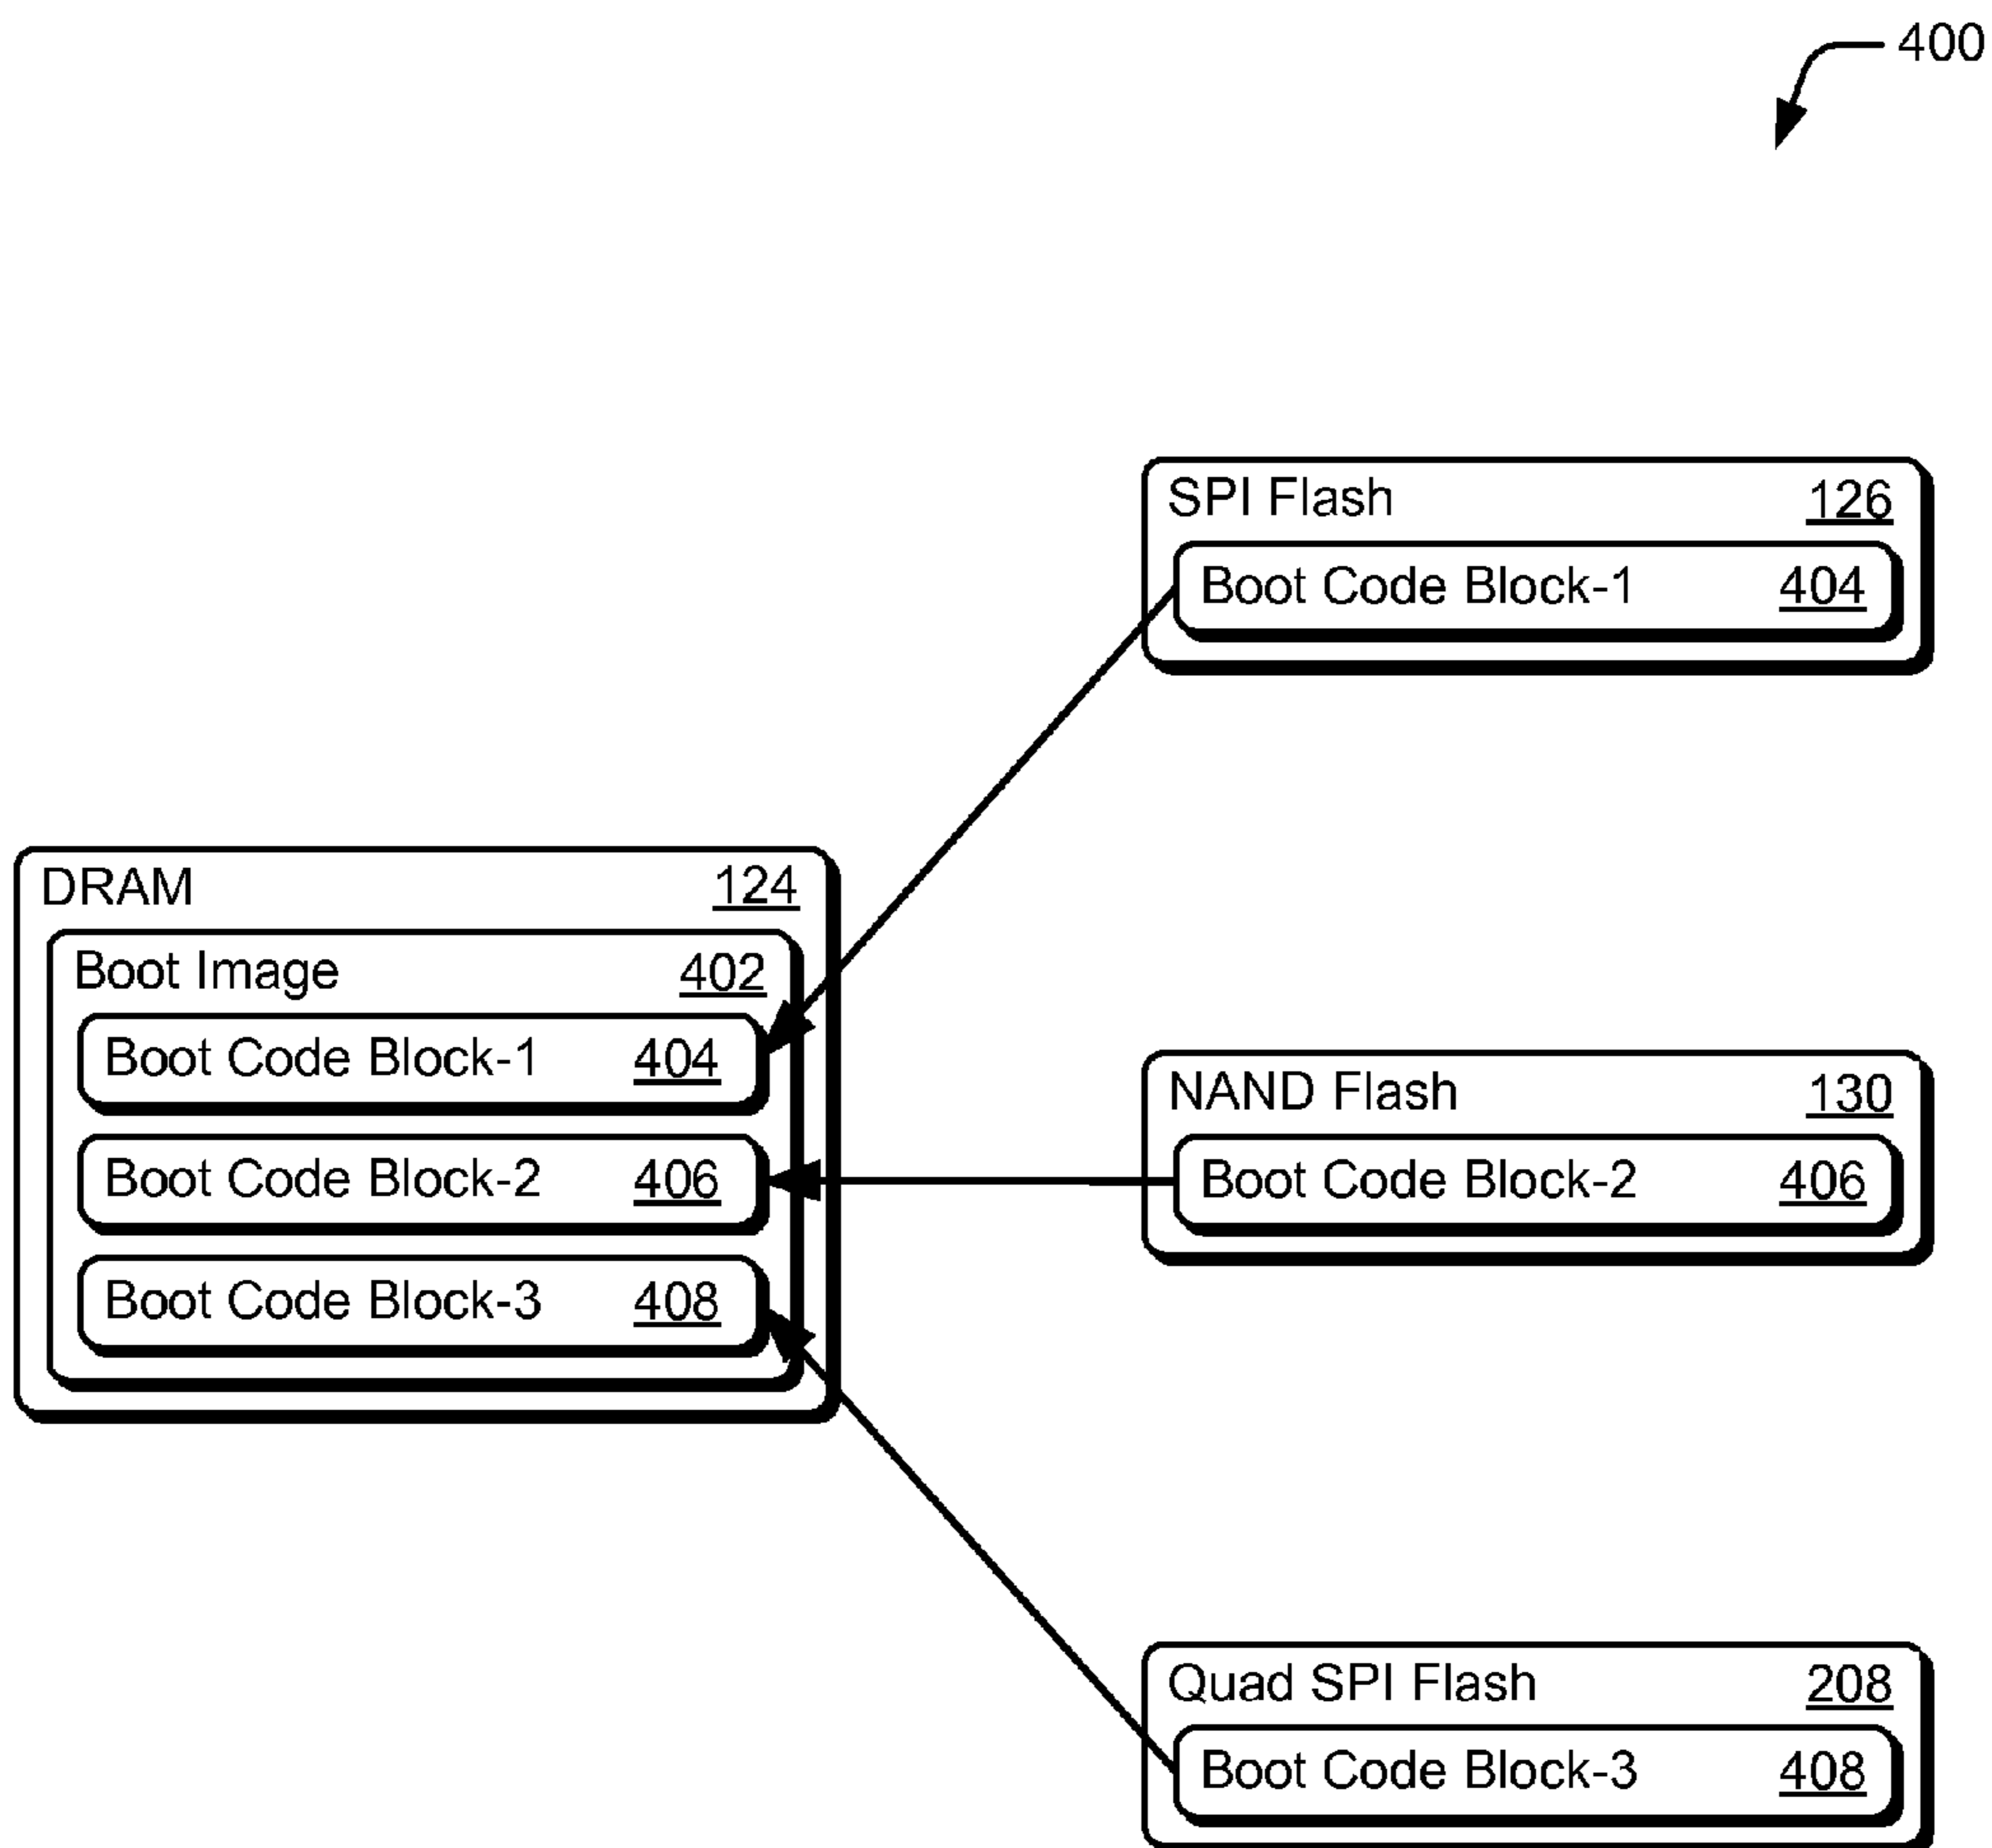 400
SPI Flash 126
Boot Code Block-1 404
DRAM 124
Boot Image 402
Boot Code Block-1 404
Boot Code Block-2 406
Boot Code Block-3 408
NAND Flash 130
Boot Code Block-2 406
Quad SPI Flash 208
Boot Code Block-3 408